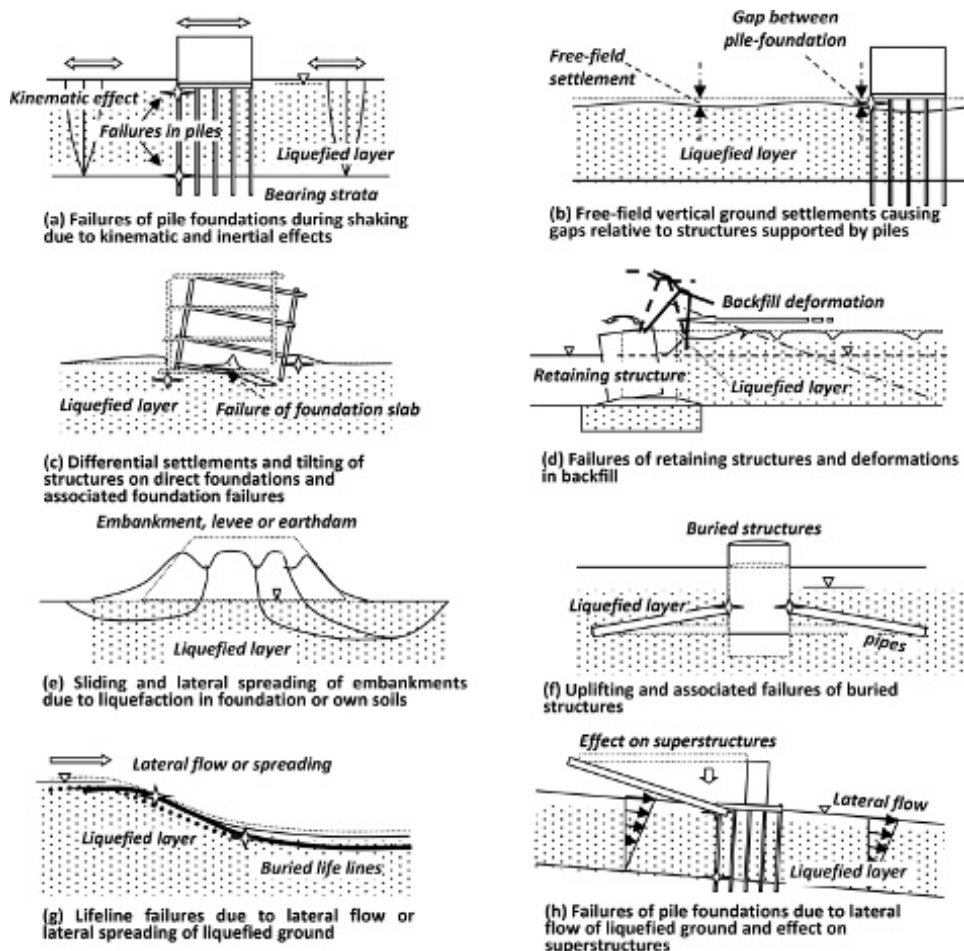 Kinematic effect
Failures in piles
Liquefied layer
Bearing strata
(a) Failures of pile foundations during shaking
due to kinematic and inertial effects
Gap between
pile-foundation
Free-field
settlement
Liquefied layer
(b) Free-field vertical ground settlements causing
gaps relative to structures supported by piles
Liquefied layer
Failure of foundation slab
(c) Differential settlements and tilting of
structures on direct foundations and
associated foundation failures
Backfill deformation
Retaining structure
Liquefied layer
(d) Failures of retaining structures and deformations
in backfill
Embankment, levee or earthdam
Liquefied layer
(e) Sliding and lateral spreading of embankments
due to liquefaction in foundation or own soils
Buried structures
Liquefied layer
pipes
(f) Uplifting and associated failures of buried
structures
Lateral flow or spreading
Liquefied layer
Buried life lines
(g) Lifeline failures due to lateral flow or
lateral spreading of liquefied ground
Effect on superstructures
Lateral flow
Liquefied layer
(h) Failures of pile foundations due to lateral
flow of liquefied ground and effect on
superstructures